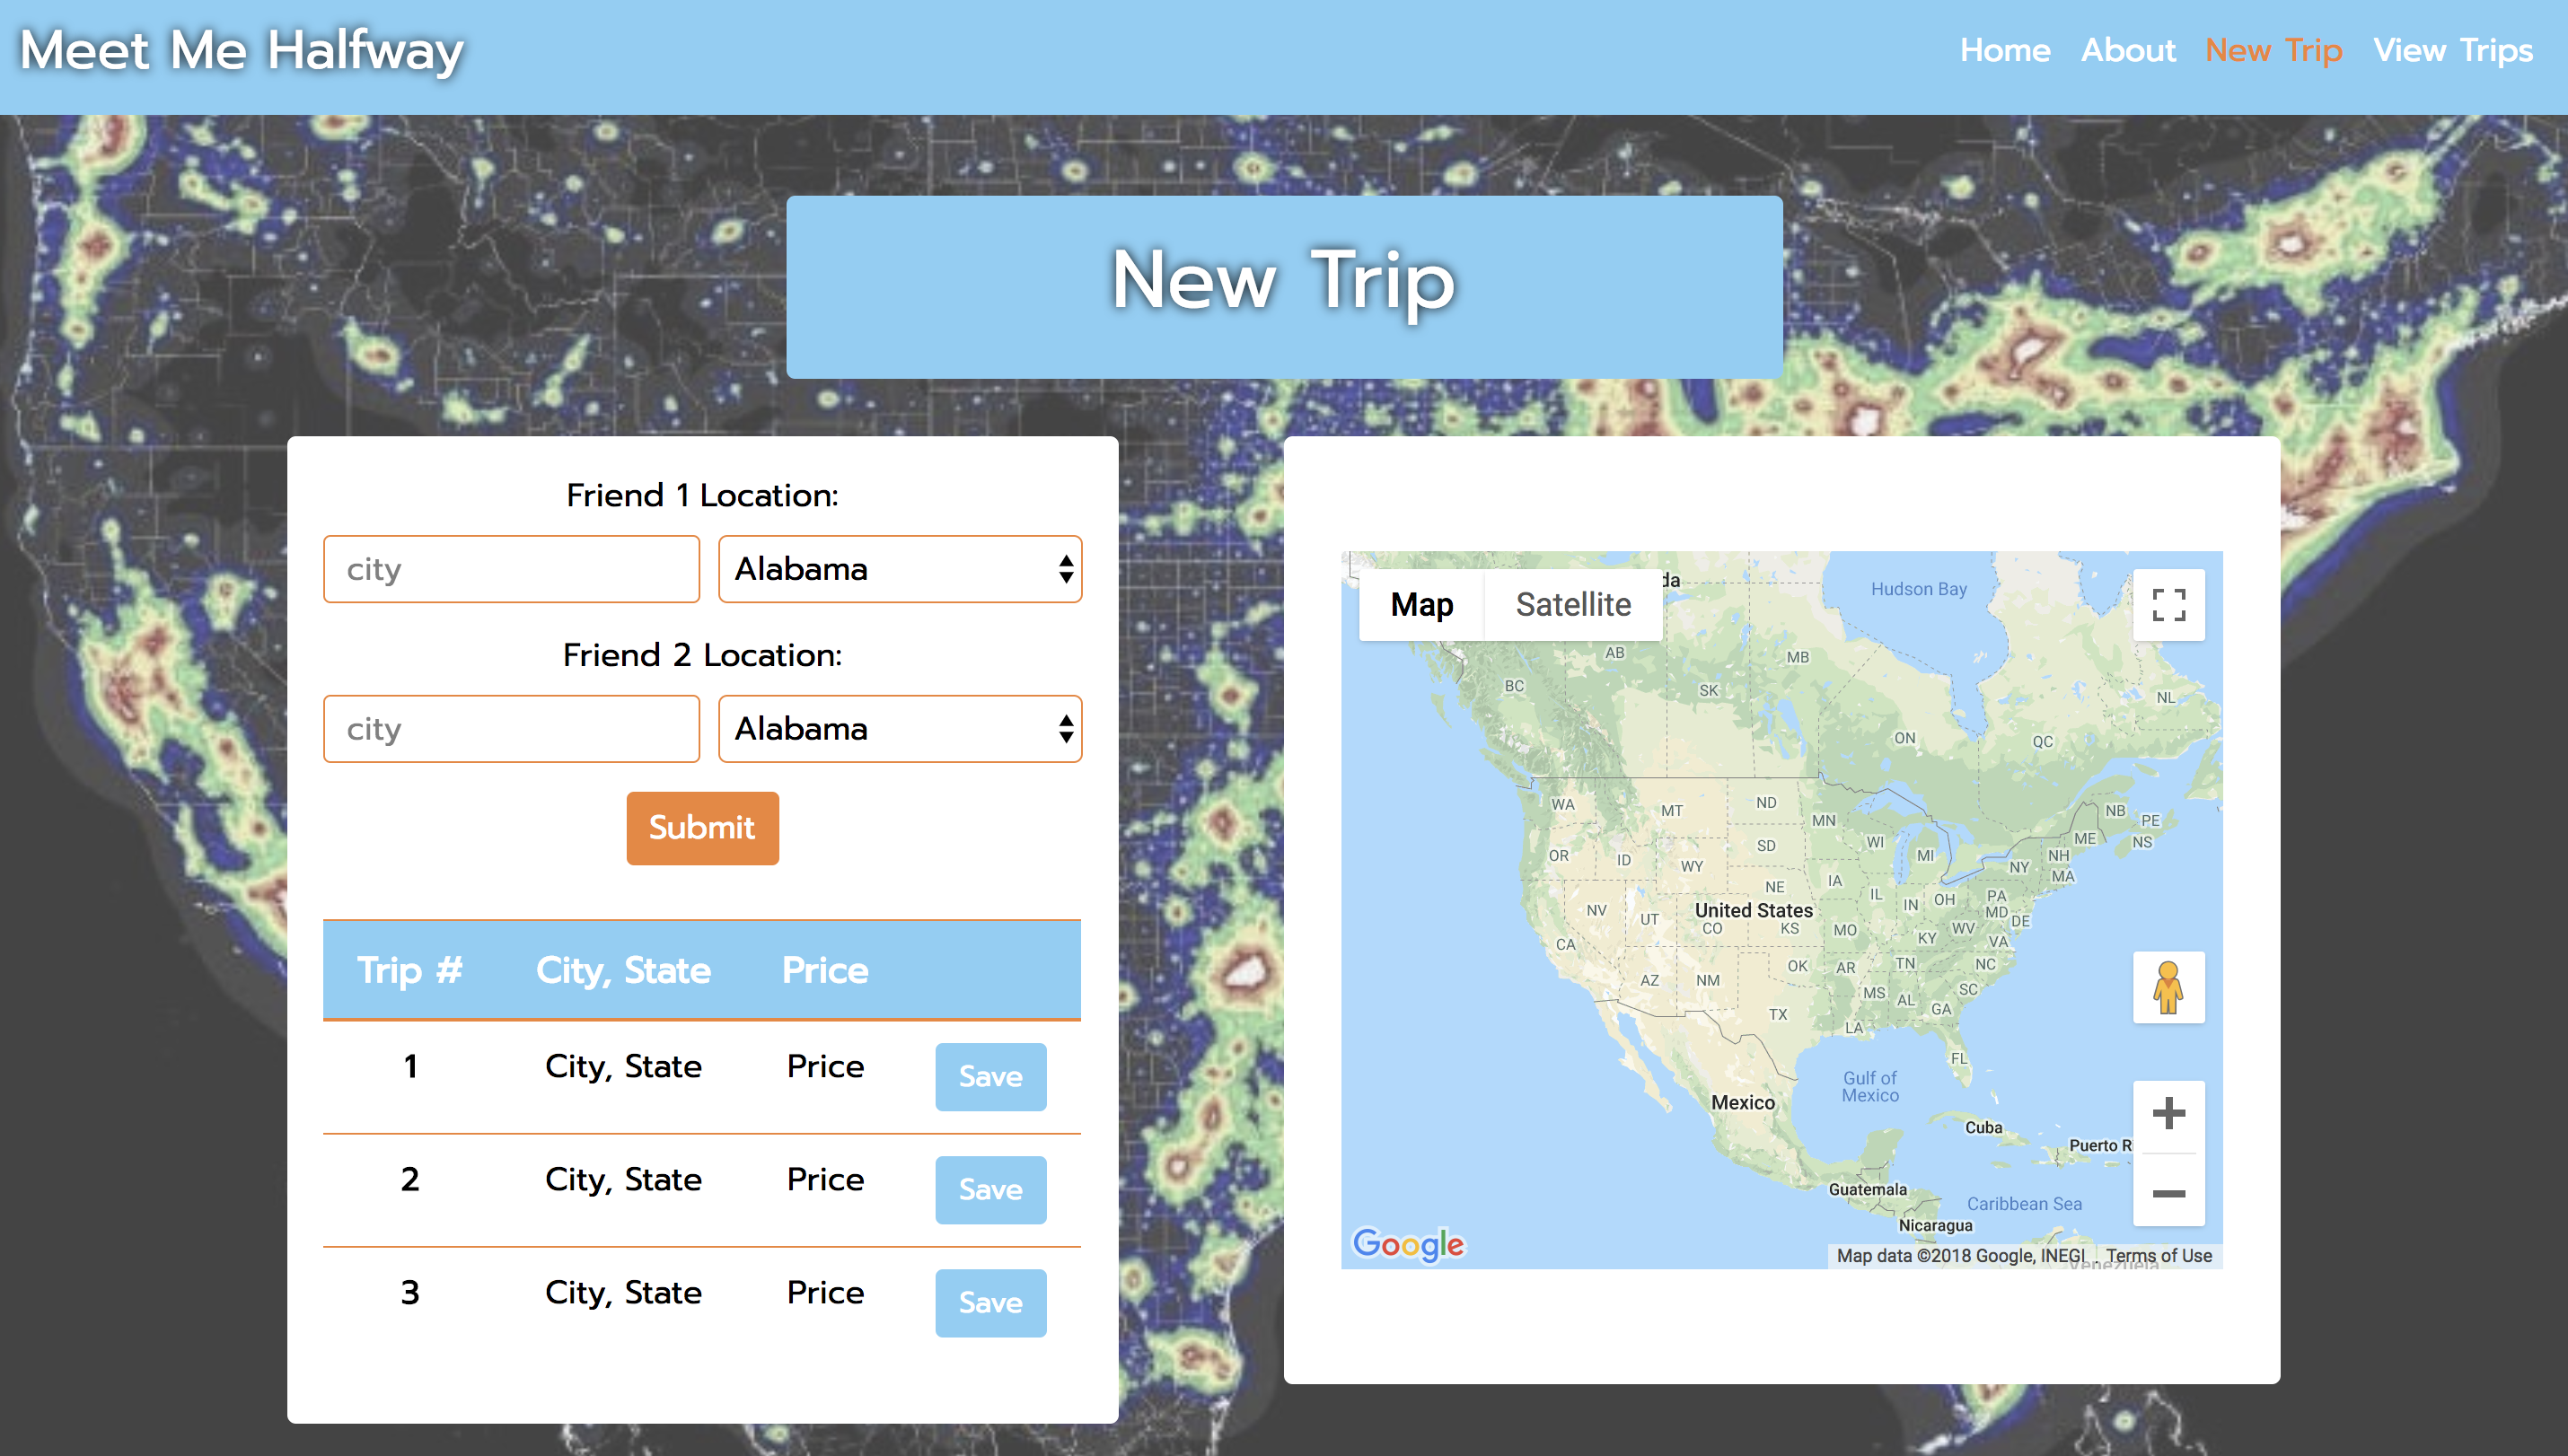 Meet Me Halfway
Home About New Trip View Trips
New Trip
Friend 1 Location:
city Alabama
Friend 2 Location:
city Alabama
Submit
Trip # City, State Price
1 City, State Price Save
2 City, State Price Save
3 City, State Price Save
Map Satellite
da
Hudson Bay
AB
MB
BC
SK
NL
ON
QC
WA
MT
ND
MN
NB
PE
OR
ID
WY
SD
WI
MI
ME
NS
NH
NY
MA
NE
IA
IL
IN
OH
PA
MD
DE
NV
UT
United States
CO
KS
MO
KY
WV
VA
CA
AZ
NM
OK
AR
TN
NC
MS
AL
SC
GA
TX
LA
FL
Gulf of
Mexico
Mexico
Cuba
Puerto R
Guatemala
Caribbean Sea
Nicaragua
Google
Map data ©2018 Google, INEGI Terms of Use
Venezuela